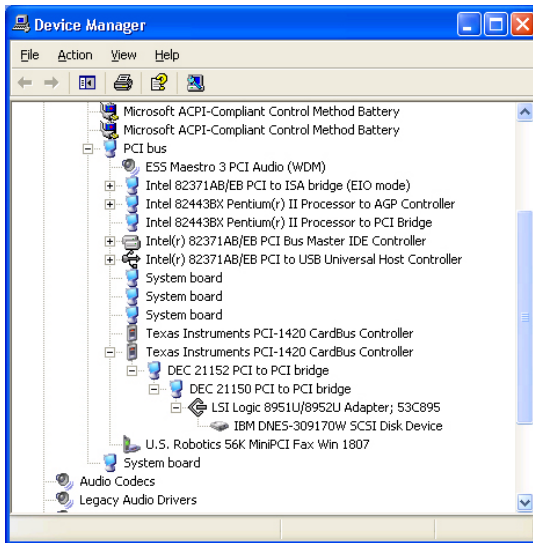 Device Manager
File Action View Help
Microsoft ACPI-Compliant Control Method Battery
Microsoft ACPI-Compliant Control Method Battery
PCI bus
ESS Maestro 3 PCI Audio (WDM)
Intel 82371AB/EB PCI to ISA bridge (EIO mode)
Intel 82443BX Pentium(r) II Processor to AGP Controller
Intel 82443BX Pentium(r) II Processor to PCI Bridge
Intel(r) 82371AB/EB PCI Bus Master IDE Controller
Intel(r) 82371AB/EB PCI to USB Universal Host Controller
System board
System board
System board
Texas Instruments PCI-1420 CardBus Controller
Texas Instruments PCI-1420 CardBus Controller
DEC 21152 PCI to PCI bridge
DEC 21150 PCI to PCI bridge
LSI Logic 8951U/8952U Adapter; 53C895
IBM DNES-309170W SCSI Disk Device
U.S. Robotics 56K MiniPCI Fax Win 1807
System board
Audio Codecs
Legacy Audio Drivers